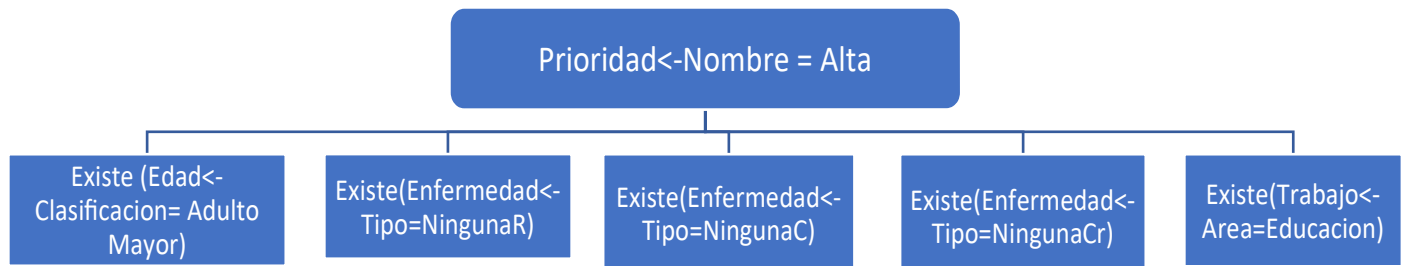 Prioridad<-Nombre = Alta
Existe (Edad<-
Clasificacion= Adulto
Mayor)
Existe(Enfermedad<-
Tipo=NingunaR)
Existe(Enfermedad<-
Tipo=NingunaC)
Existe(Enfermedad<-
Tipo=NingunaCr)
Existe(Trabajo<-
Area=Educacion)